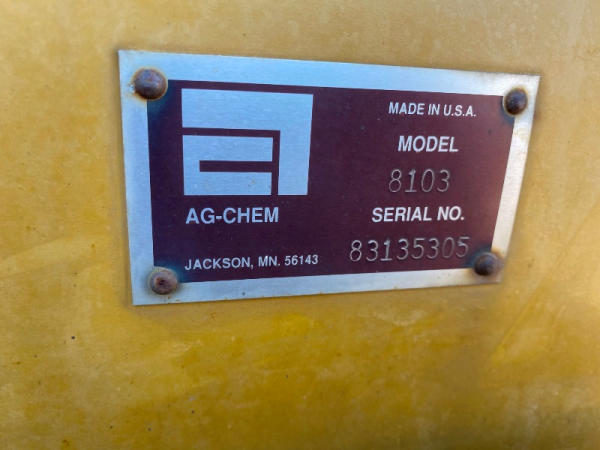 AG-CHEM
JACKSON, MN. 56143
MADE IN U.S.A.
MODEL
8103
SERIAL NO.
83135305